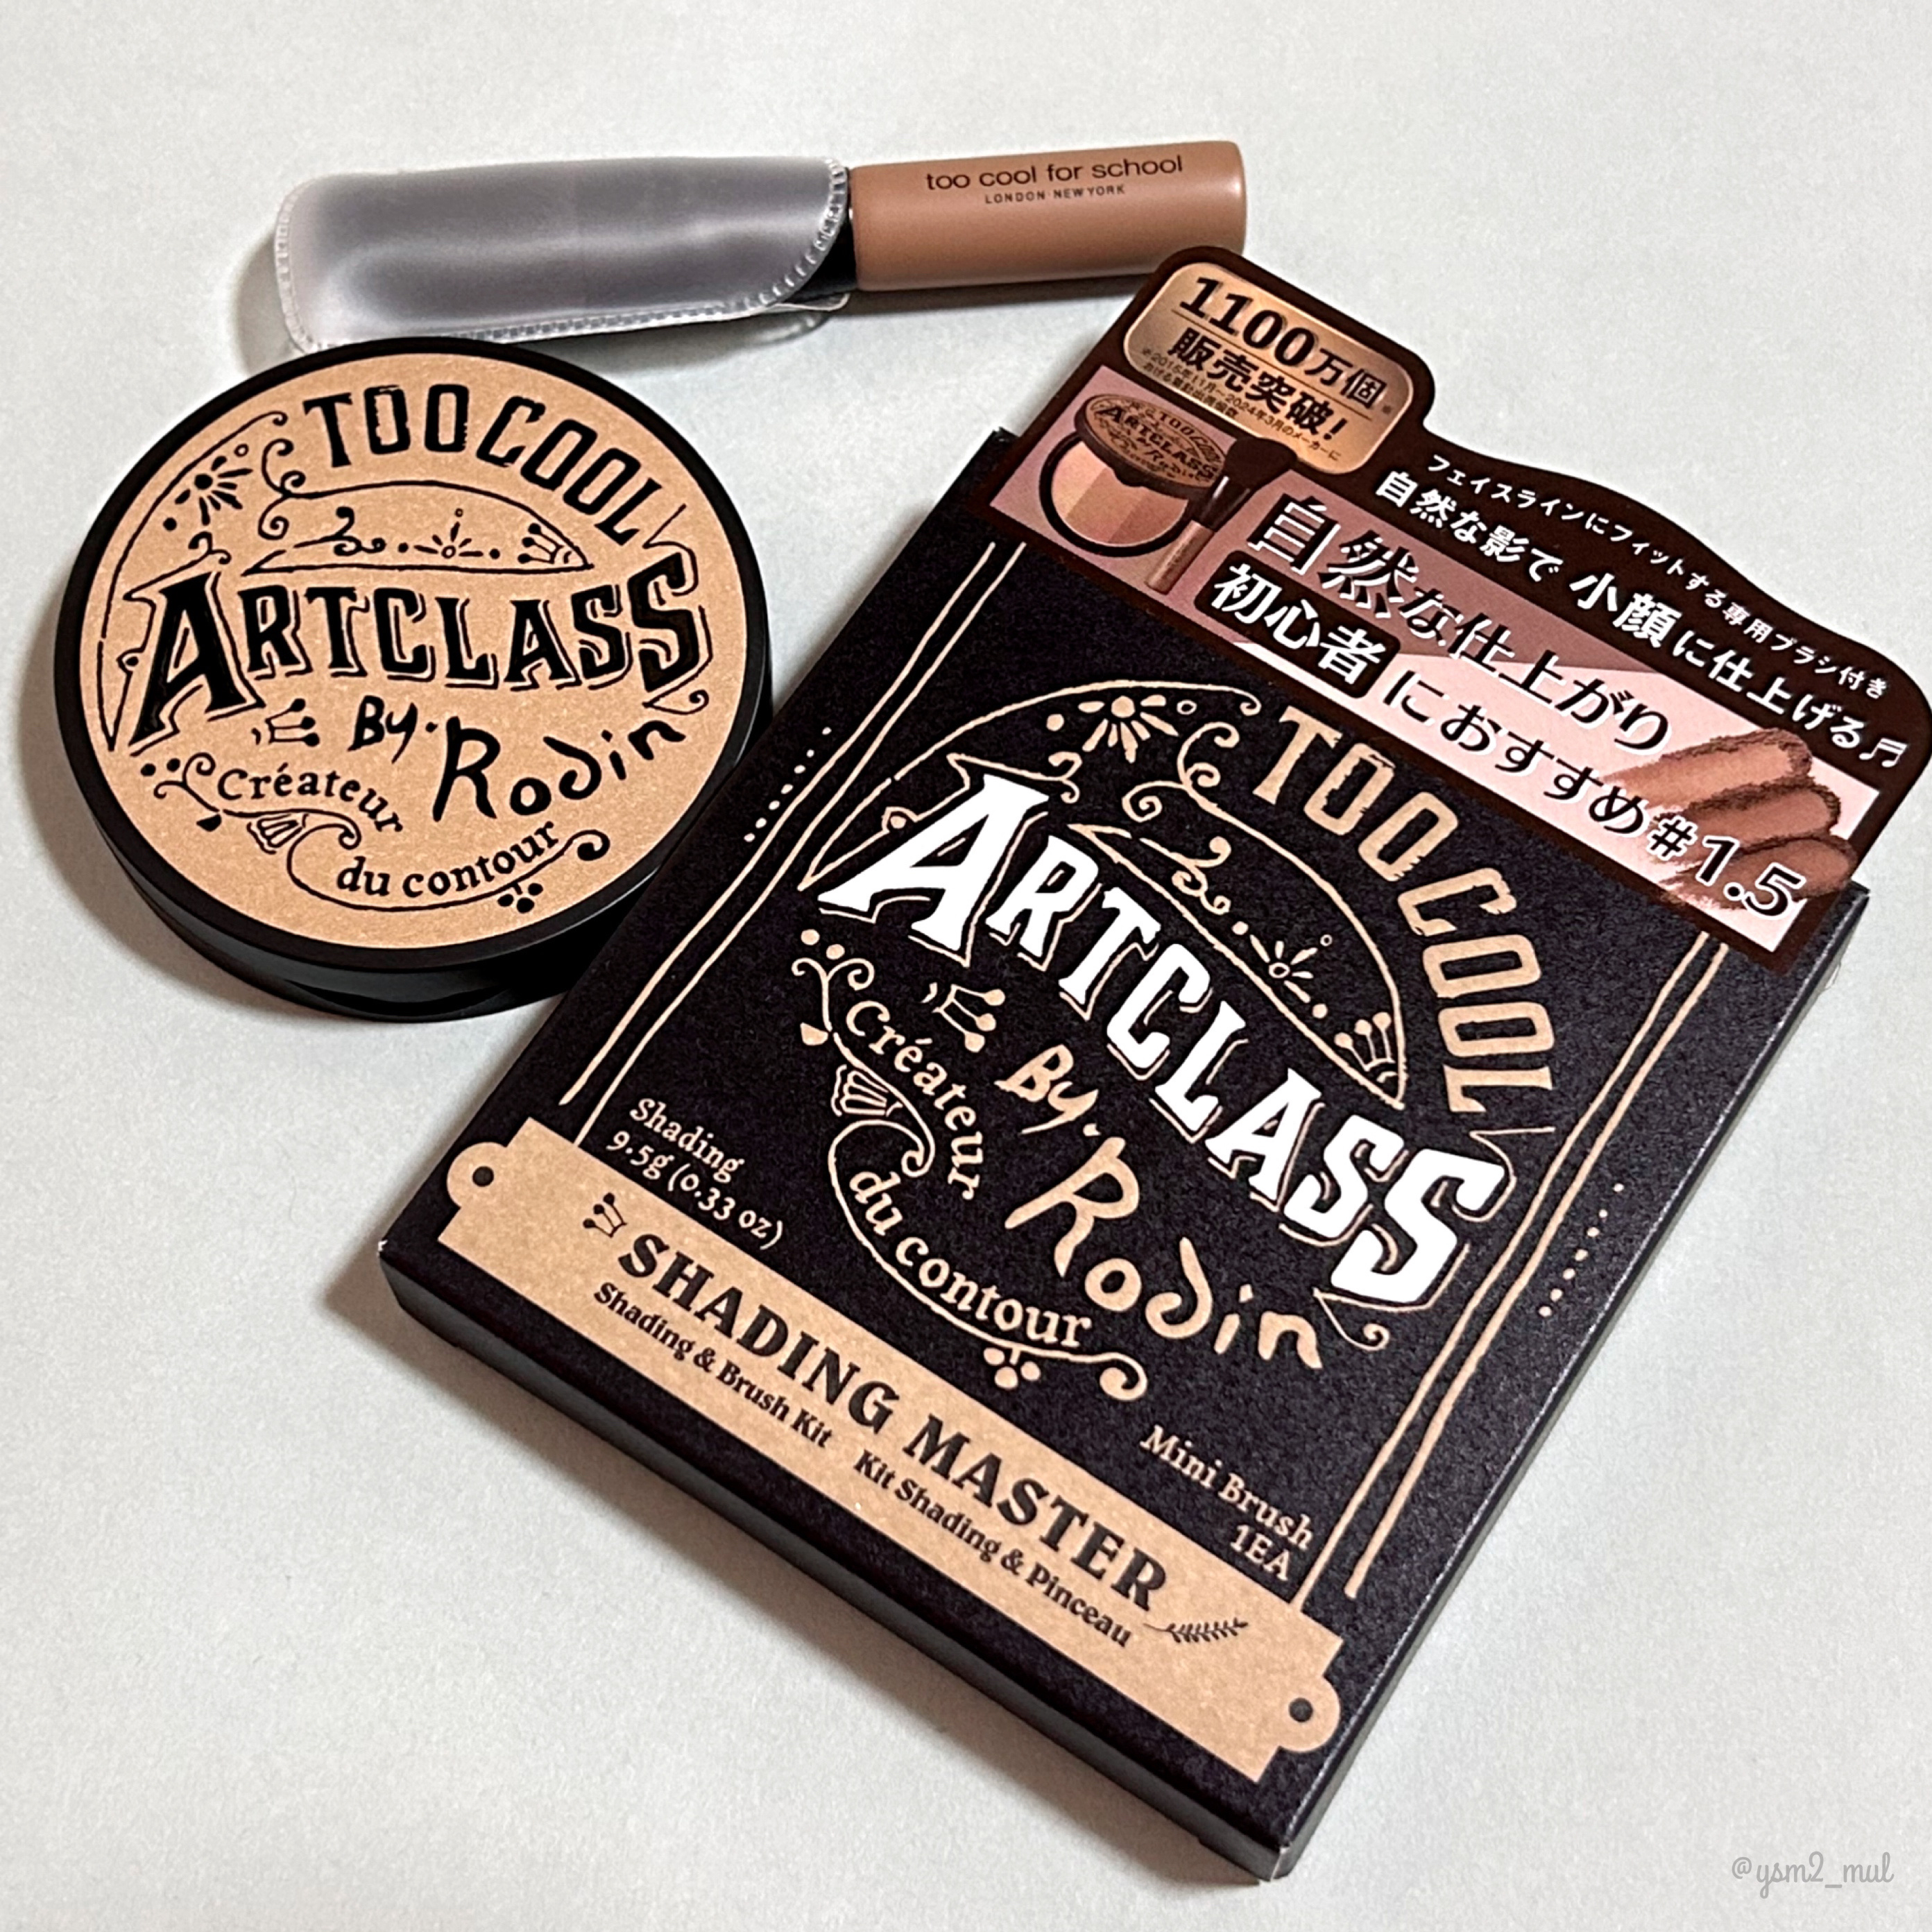 too cool for school
LONDON NEW YORK
TOO COOL
ARTCLASS
By. Rodin
Créateur
du contour
1100万個※
販売突破!
フェイスラインにフィットする専用ブラシ付き
自然な影で 小顔に仕上げる♬
自然な仕上がり
初心者におすすめ#1.5
TOO COOL
ARTCLASS
By. Rodin
Créateur
du contour
Shading
9.5g (0.33 oz)
Mini Brush
1EA
SHADING MASTER
Shading & Brush Kit Kit Shading & Pinceau
@ysm2_mul